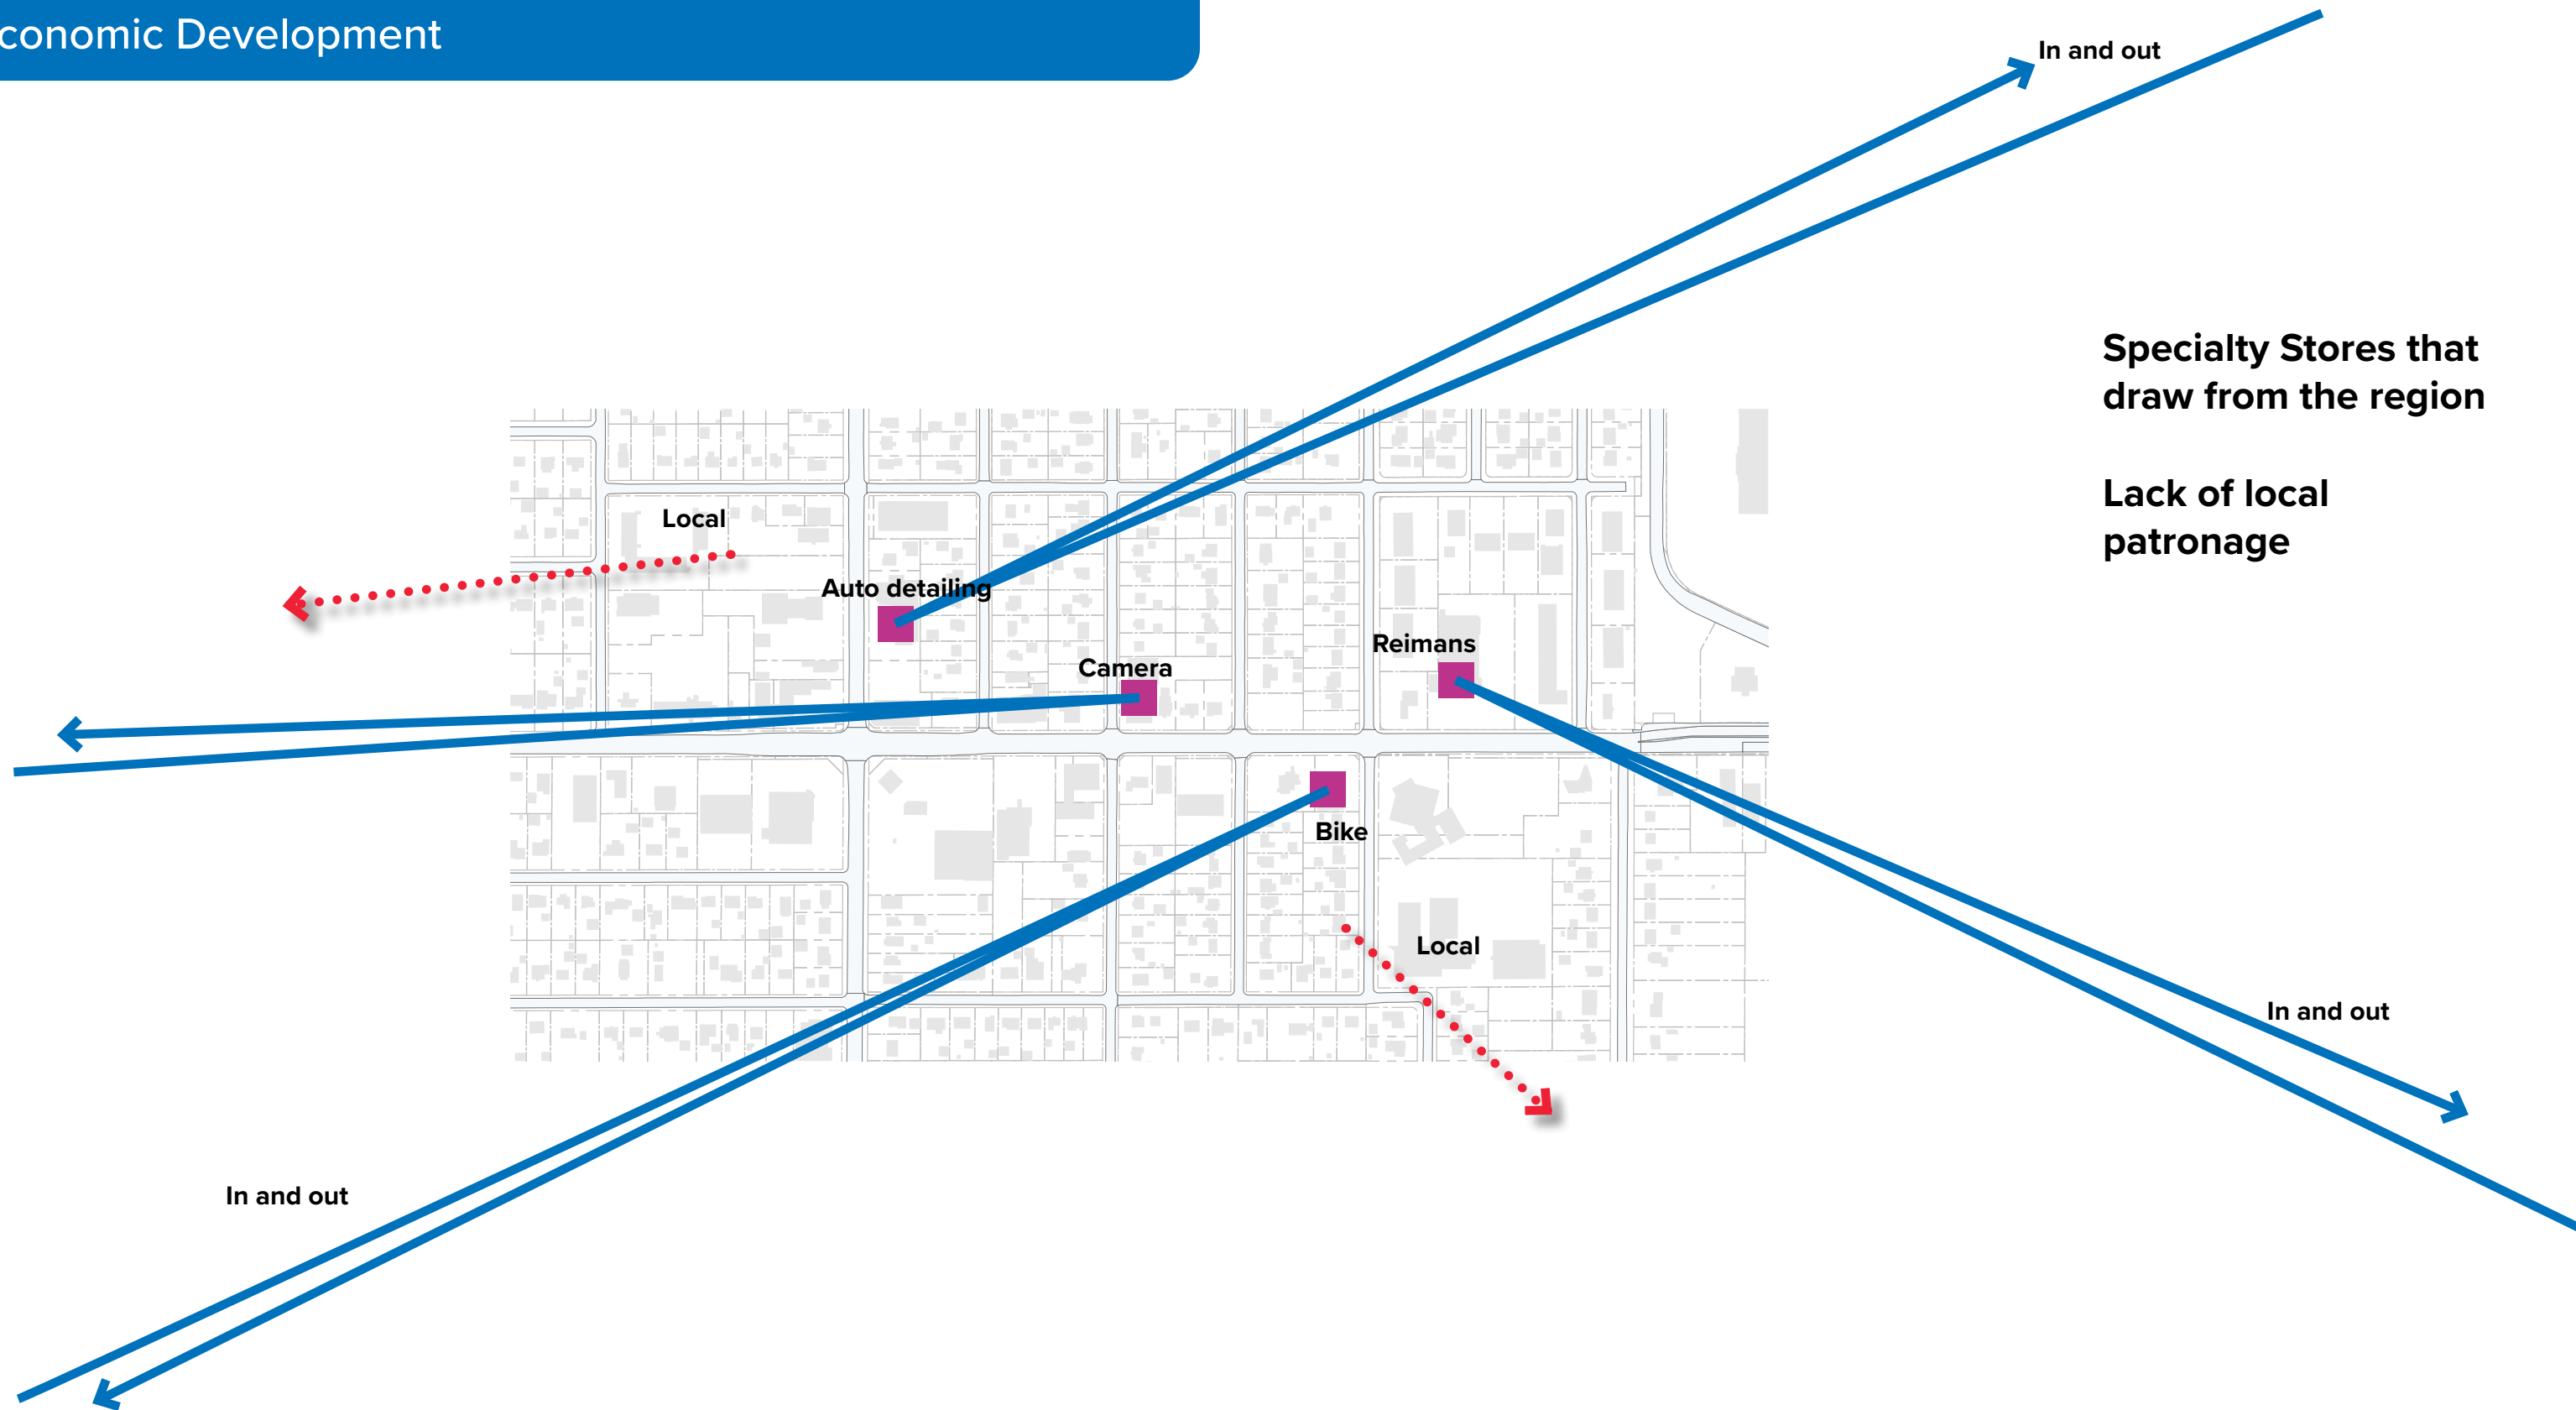 conomic Development
In and out
Specialty Stores that
draw from the region
Lack of local
patronage
Local
Auto detailing
Reimans
Camera
Bike
Local
In and out
In and out